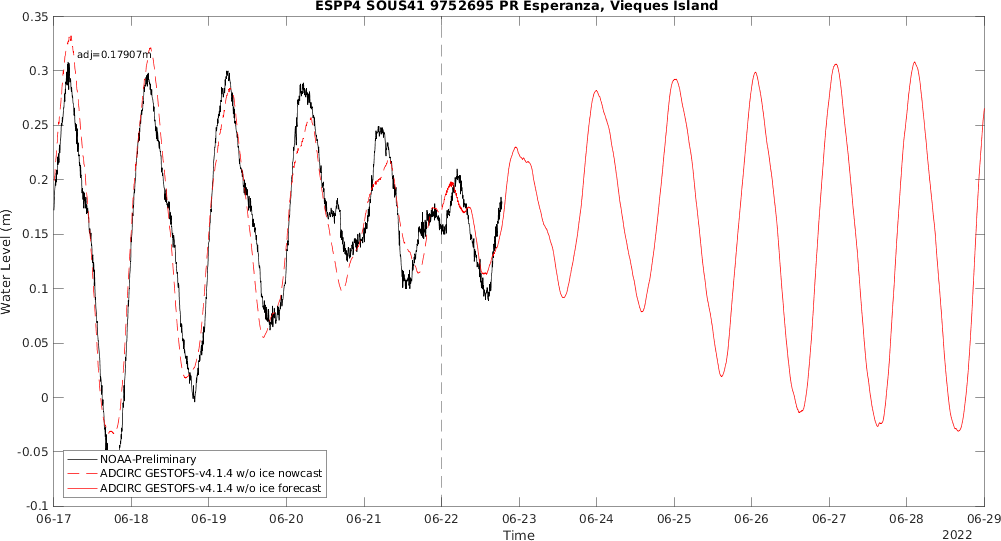 ESPP4 SOUS41 9752695 PR Esperanza, Vieques Island
0.35
0.3
0.25
0.2
0.15
0.1
0.05
0
-0.05
-0.1
Water Level (m)
adj=0.17907m
NOAA-Preliminary
ADCIRC GESTOFS-v4.1.4 w/o ice nowcast
ADCIRC GESTOFS-v4.1.4 w/o ice forecast
06-17 06-18 06-19 06-20 06-21 06-22 06-23 06-24 06-25 06-26 06-27 06-28 06-29
Time
2022